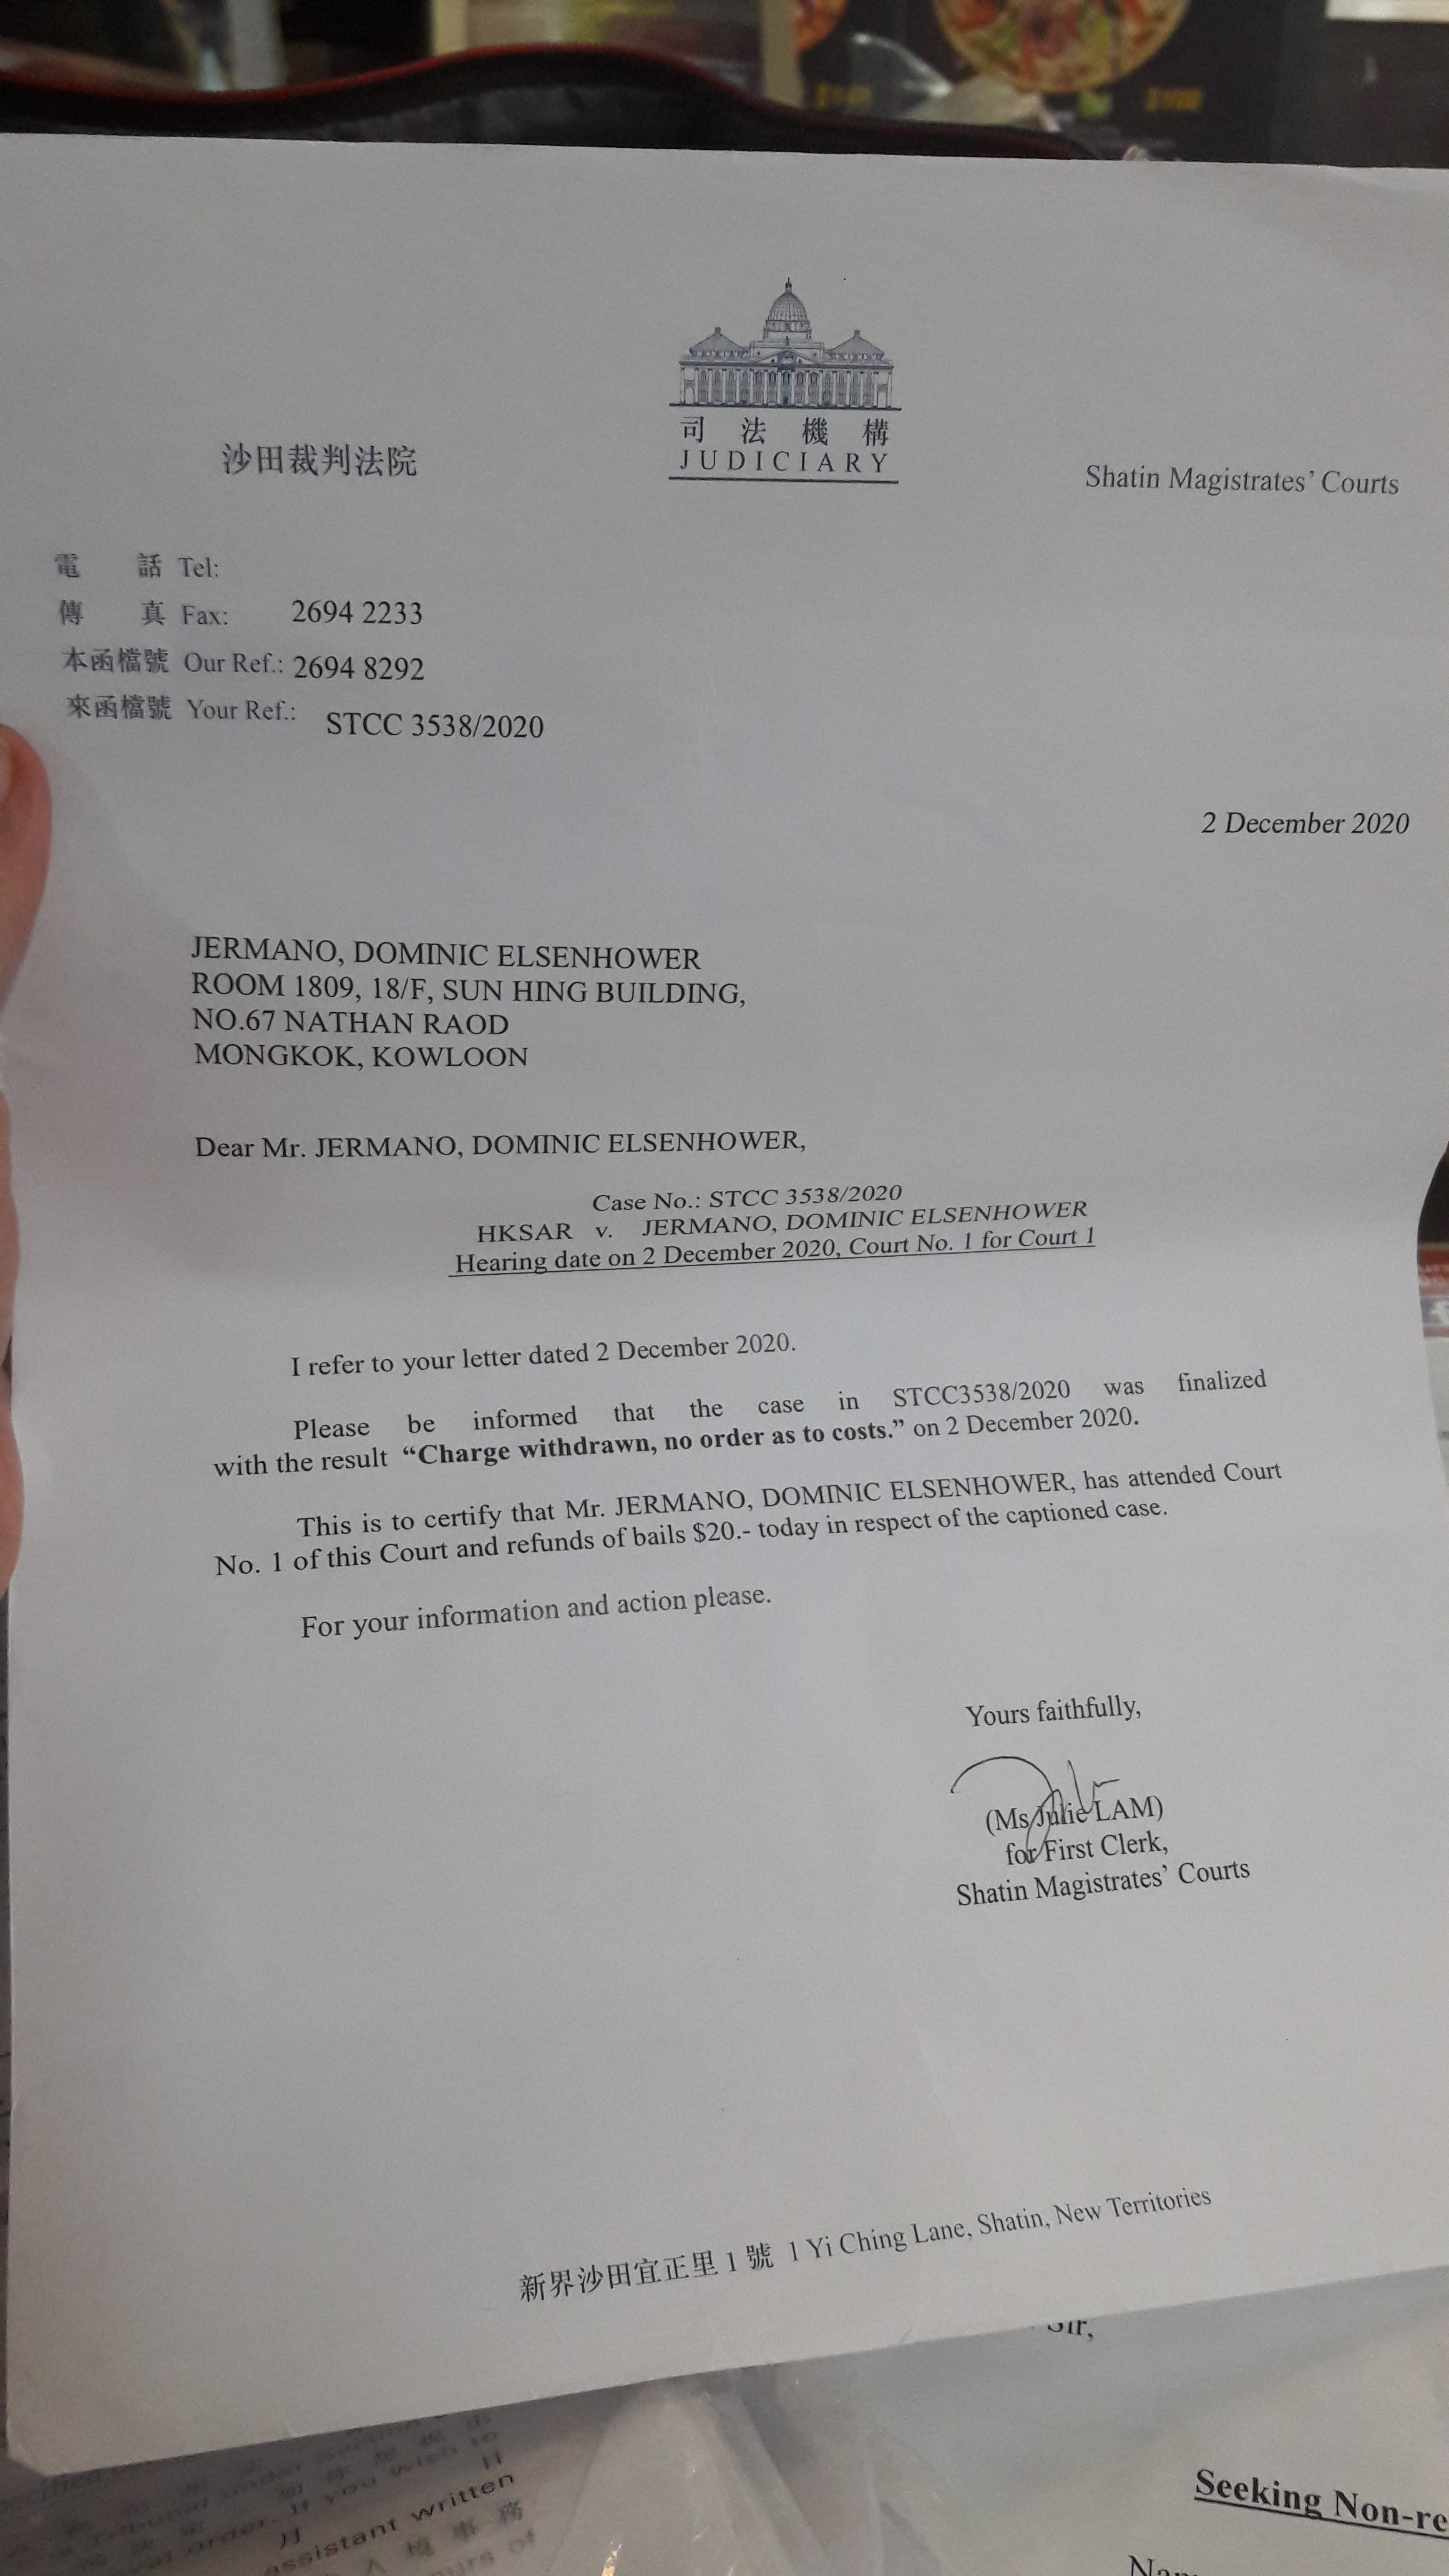 司法機構
JUDICIARY
沙田裁判法院
Shatin Magistrates' Courts
電 話 Tel:
傳 真 Fax: 2694 2233
本函檔號 Our Ref.: 2694 8292
來函檔號 Your Ref.: STCC 3538/2020
2 December 2020
JERMANO, DOMINIC ELSENHOWER
ROOM 1809, 18/F, SUN HING BUILDING,
NO.67 NATHAN RAOD
MONGKOK, KOWLOON
Dear Mr. JERMANO, DOMINIC ELSENHOWER,
Case No.: STCC 3538/2020
HKSAR v. JERMANO, DOMINIC ELSENHOWER
Hearing date on 2 December 2020, Court No. 1 for Court 1
I refer to your letter dated 2 December 2020.
Please be informed that the case in STCC3538/2020 was finalized
with the result “Charge withdrawn, no order as to costs.” on 2 December 2020.
This is to certify that Mr. JERMANO, DOMINIC ELSENHOWER, has attended Court
No. 1 of this Court and refunds of bails $20.- today in respect of the captioned case.
For your information and action please.
Yours faithfully,
(Ms Julie LAM)
for First Clerk,
Shatin Magistrates' Courts
新界沙田宜正里1號 1 Yi Ching Lane, Shatin, New Territories
Sir,
Seeking Non-re
order. If you wish to
assistant written